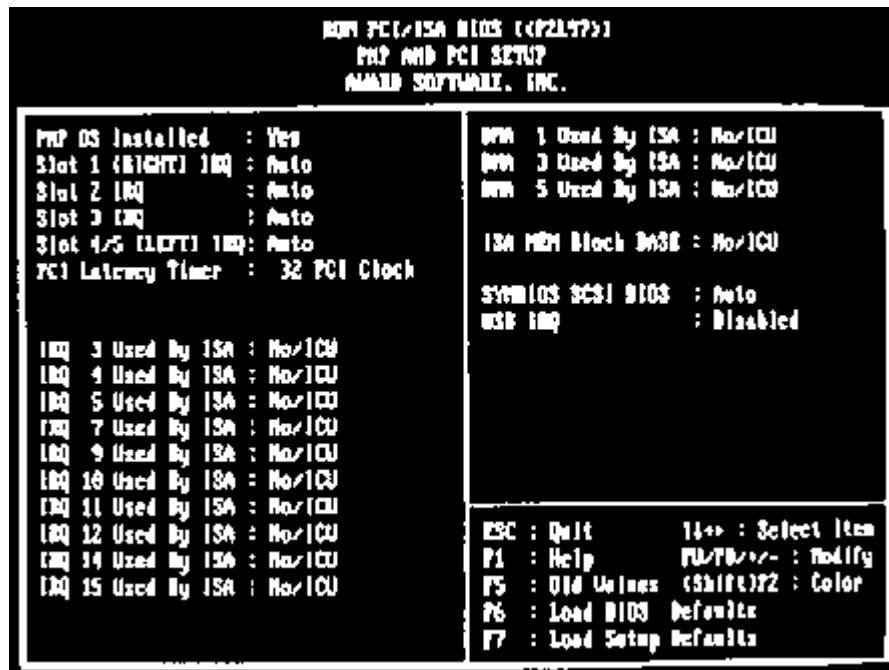 ROM PCI/ISA BIOS (<P2L97>)
PNP AND PCI SETUP
AWARD SOFTWARE, INC.
PNP OS Installed : Yes
Slot 1 (RIGHT) IRQ : Auto
Slot 2 IRQ : Auto
Slot 3 IRQ : Auto
Slot 4/5 (LEFT) IRQ: Auto
PCI Latency Timer : 32 PCI Clock
IRQ 3 Used By ISA : No/ICU
IRQ 4 Used By ISA : No/ICU
IRQ 5 Used By ISA : No/ICU
IRQ 7 Used By ISA : No/ICU
IRQ 9 Used By ISA : No/ICU
IRQ 10 Used By ISA : No/ICU
IRQ 11 Used By ISA : No/ICU
IRQ 12 Used By ISA : No/ICU
IRQ 14 Used By ISA : No/ICU
IRQ 15 Used By ISA : No/ICU
DMA 1 Used By ISA : No/ICU
DMA 3 Used By ISA : No/ICU
DMA 5 Used By ISA : No/ICU
ISA MEM Block BASE : No/ICU
SYMBIOS SCSI BIOS : Auto
USB IRQ : Disabled
ESC : Quit ↑↓→← : Select Item
F1 : Help PU/PD/+/- : Modify
F5 : Old Values (Shift)F2 : Color
F6 : Load BIOS Defaults
F7 : Load Setup Defaults